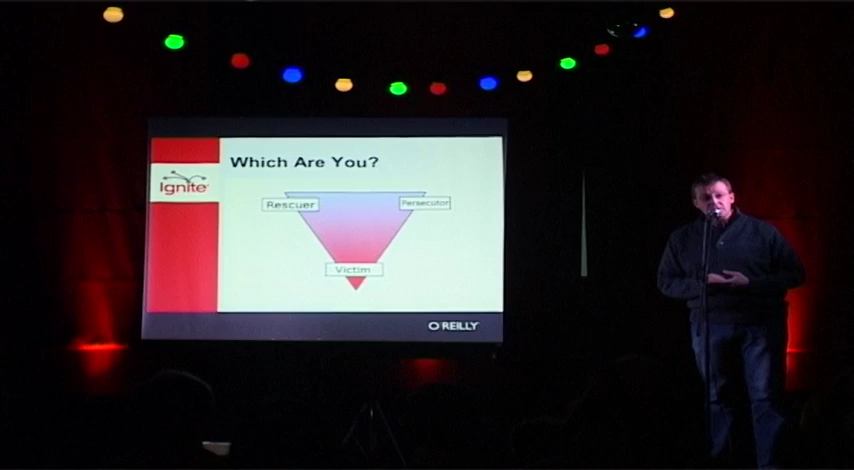 Which Are You?
Ignite
Rescuer
Persecutor
Victim
O'REILLY